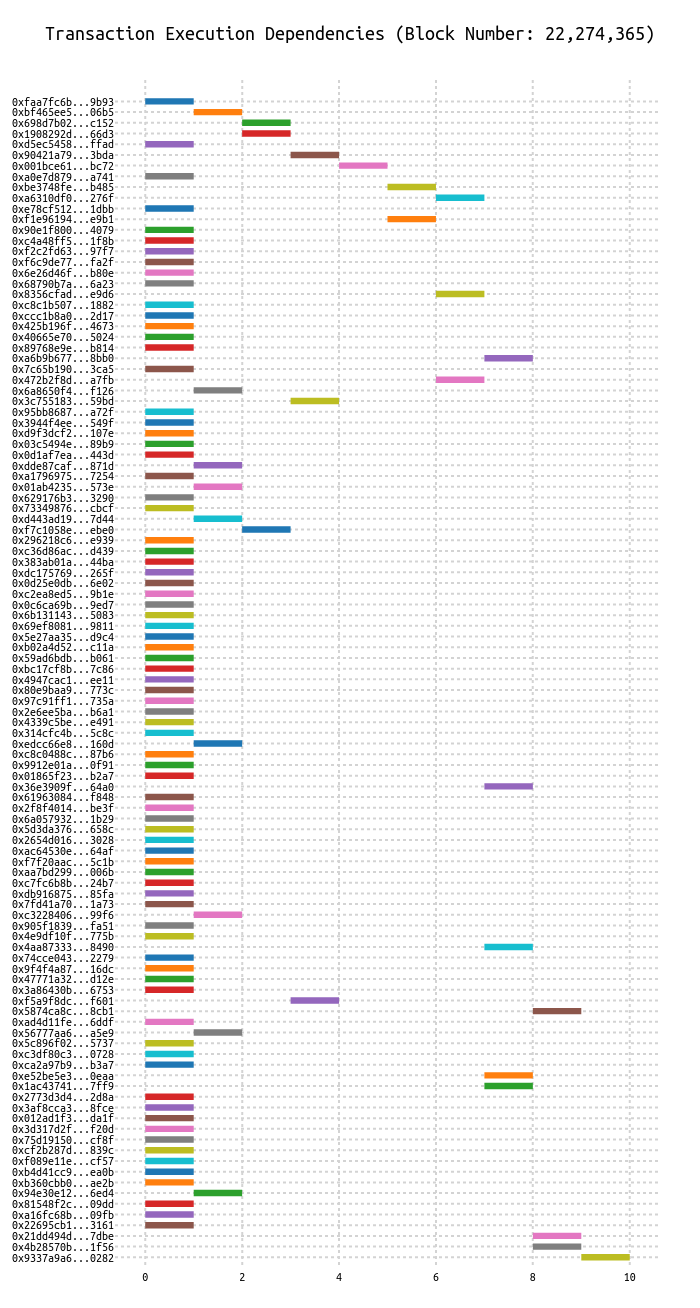 Transaction Execution Dependencies (Block Number: 22,274,365)
0xfaa7fc6b...9b93
0xbf465ee5...06b5
0x698d7b02...c152
0x1908292d...66d3
0xd5ec5458...ffad
0x90421a79...3bda
0x001bce61...bc72
0xa0e7d879...a741
0xbe3748fe...b485
0xa6310df0...276f
0xe78cf512...1dbb
0xf1e96194...e9b1
0x90e1f800...4079
0xc4a48ff5...1f8b
0xf2c2fd63...97f7
0xf6c9de77...fa2f
0x6e26d46f...b80e
0x68790b7a...6a23
0x8356cfad...e9d6
0xc8c1b507...1882
0xccc1b8a0...2d17
0x425b196f...4673
0x40665e70...5024
0x89768e9e...b814
0xa6b9b677...8bb0
0x7c65b190...3ca5
0x472b2f8d...a7fb
0x6a8650f4...f126
0x3c755183...59bd
0x95bb8687...a72f
0x3944f4ee...549f
0xd9f3dcf2...107e
0x03c5494e...89b9
0x0d1af7ea...443d
0xdde87caf...871d
0xa1796975...7254
0x01ab4235...573e
0x629176b3...3290
0x73349876...cbcf
0xd443ad19...7d44
0xf7c1058e...ebe0
0x296218c6...e939
0xc36d86ac...d439
0x383ab01a...44ba
0xdc175769...265f
0x0d25e0db...6e02
0xc2ea8ed5...9b1e
0x0c6ca69b...9ed7
0x6b131143...5083
0x69ef8081...9811
0x5e27aa35...d9c4
0xb02a4d52...c11a
0x59ad6bdb...b061
0xbc17cf8b...7c86
0x4947cac1...ee11
0x80e9baa9...773c
0x97c91ff1...735a
0x2e6ee5ba...b6a1
0x4339c5be...e491
0x314cfc4b...5c8c
0xedcc66e8...160d
0xc8c0488c...87b6
0x9912e01a...0f91
0x01865f23...b2a7
0x36e3909f...64a0
0x61963084...f848
0x2f8f4014...be3f
0x6a057932...1b29
0x5d3da376...658c
0x2654d016...3028
0xac64530e...64af
0xf7f20aac...5c1b
0xaa7bd299...006b
0xc7fc6b8b...24b7
0xdb916875...85fa
0x7fd41a70...1a73
0xc3228406...99f6
0x905f1839...fa51
0x4e9df10f...775b
0x4aa87333...8490
0x74cce043...2279
0x9f4f4a87...16dc
0x47771a32...d12e
0x3a86430b...6753
0xf5a9f8dc...f601
0x5874ca8c...8cb1
0xad4d11fe...6ddf
0x56777aa6...a5e9
0x5c896f02...5737
0xc3df80c3...0728
0xca2a97b9...b3a7
0xe52be5e3...0eaa
0x1ac43741...7ff9
0x2773d3d4...2d8a
0x3af8cca3...8fce
0x012ad1f3...da1f
0x3d317d2f...f20d
0x75d19150...cf8f
0xcf2b287d...839c
0xf089e11e...cf57
0xb4d41cc9...ea0b
0xb360cbb0...ae2b
0x94e30e12...6ed4
0x81548f2c...09dd
0xa16fc68b...09fb
0x22695cb1...3161
0x21dd494d...7dbe
0x4b28570b...1f56
0x9337a9a6...0282
0 2 4 6 8 10